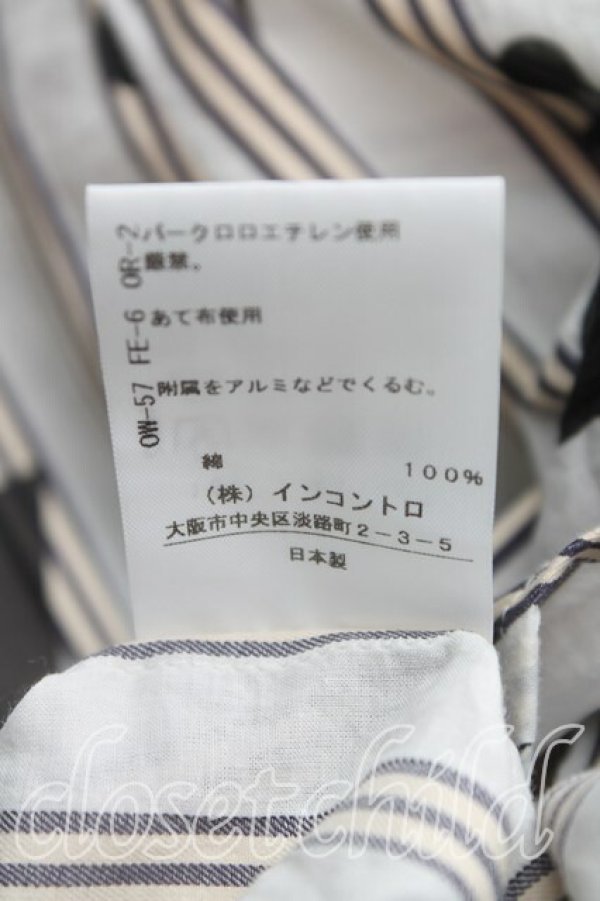 OR-2パークロロエチレン使用
厳禁。
FE-6 あて布使用
OW-57 附属をアルミなどでくるむ。
綿 100%
(株)インコントロ
大阪市中央区淡路町2-3-5
日本製
closetchild